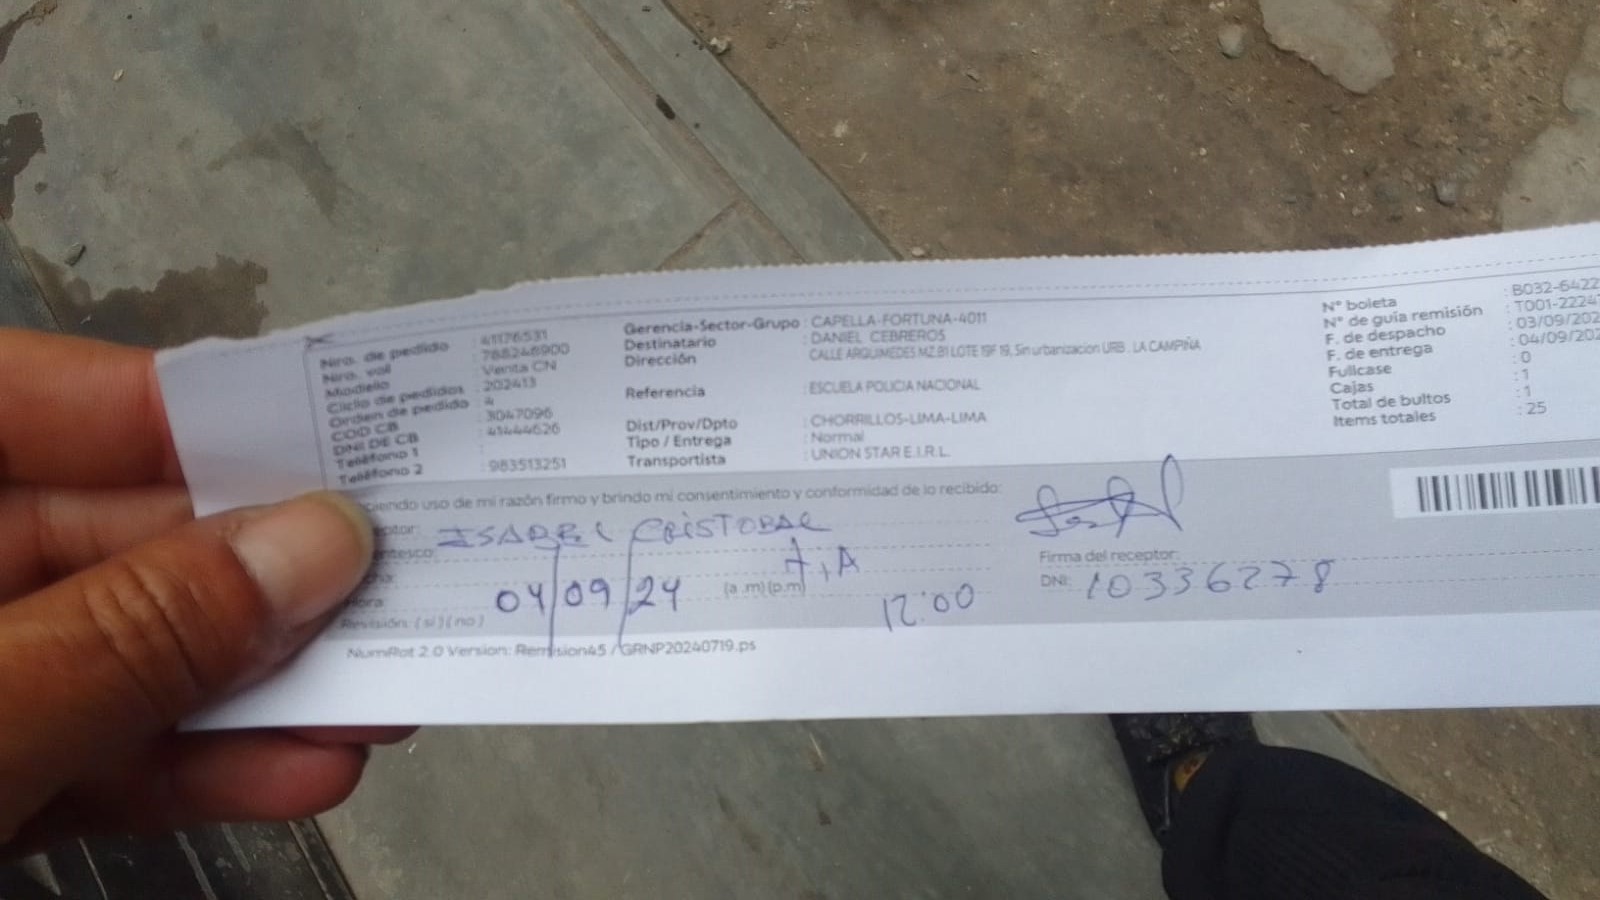 Nro. de pedido : 41176531
Nro. vol : 788248900
Modelo : Venta CN
Ciclo de pedidos : 202413
Orden de pedido : 4
COD CB : 3047096
DNI DE CB : 41444626
Teléfono 1 :
Teléfono 2 : 983513251
Gerencia-Sector-Grupo : CAPELLA-FORTUNA-4011
Destinatario : DANIEL CEBREROS
Dirección : CALLE ARQUIMEDES MZ.B1 LOTE 19F 19, Sin urbanizacion URB . LA CAMPIÑA
Referencia : ESCUELA POLICIA NACIONAL
Dist/Prov/Dpto : CHORRILLOS-LIMA-LIMA
Tipo / Entrega : Normal
Transportista : UNION STAR E.I.R.L.
N° boleta : B032-6422
N° de guía remisión : T001-2224
F. de despacho : 03/09/202
F. de entrega : 04/09/202
Fullcase : 0
Cajas : 1
Total de bultos : 1
Items totales : 25
ciendo uso de mi razón firmo y brindo mi consentimiento y conformidad de lo recibido:
eptor: ISABEL CRISTOBAL
entesco: T,A
cha: 04/09/24
Hora (a.m)(p.m) 12:00
Revisión: ( si ) ( no )
Firma del receptor:
DNI: 10336278
NumRot 2.0 Version: Remision45 / GRNP20240719.ps